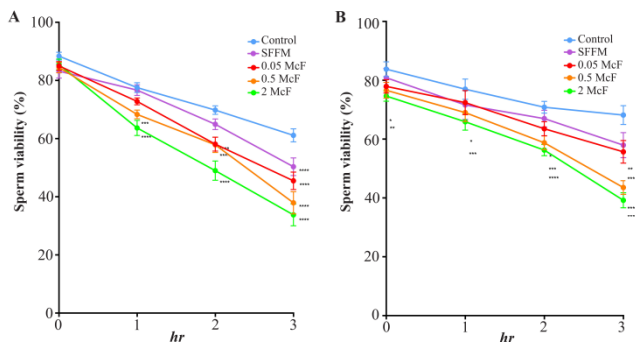 A
100
80
60
40
20
0
Sperm viability (%)
Control
SFFM
0.05 McF
0.5 McF
2 McF
***
****
****
***
****
****
****
****
****
0
1
2
3
hr
B
100
80
60
40
20
0
Sperm viability (%)
Control
SFFM
0.05 McF
0.5 McF
2 McF
*
**
*
***
*
***
****
**
0
1
2
3
hr